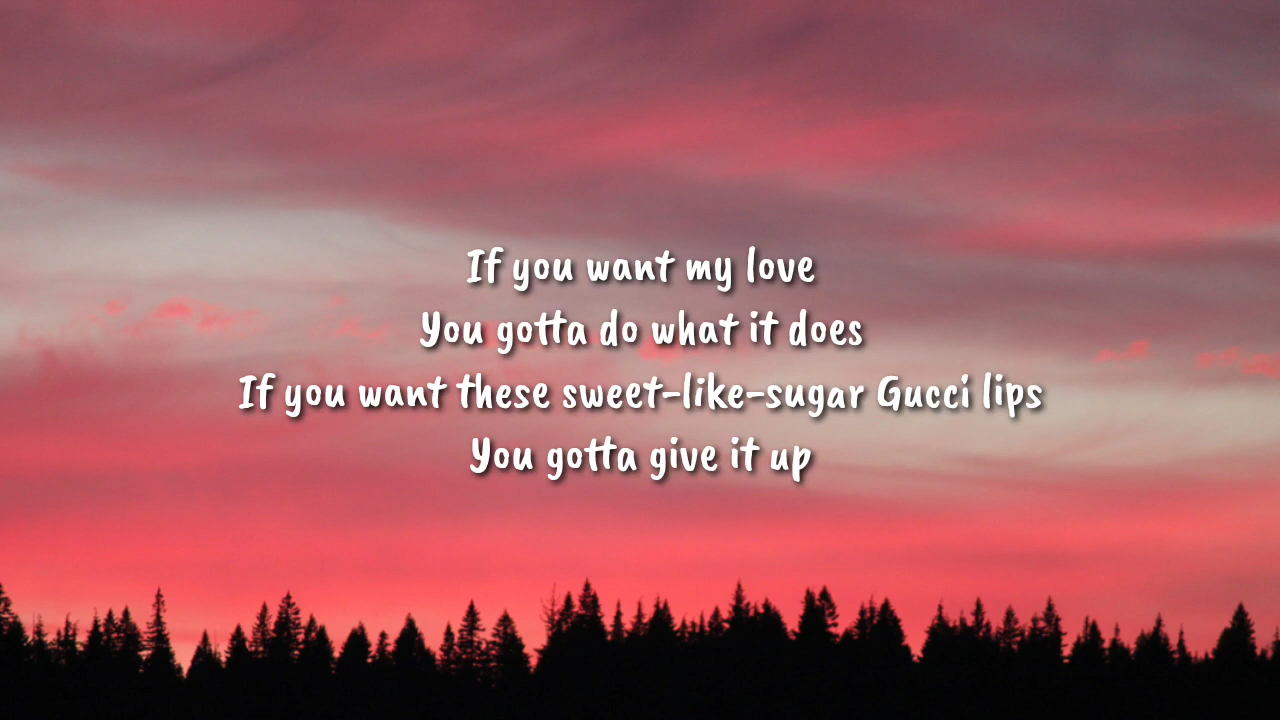 If you want my love
You gotta do what it does
If you want these sweet-like-sugar Gucci lips
You gotta give it up